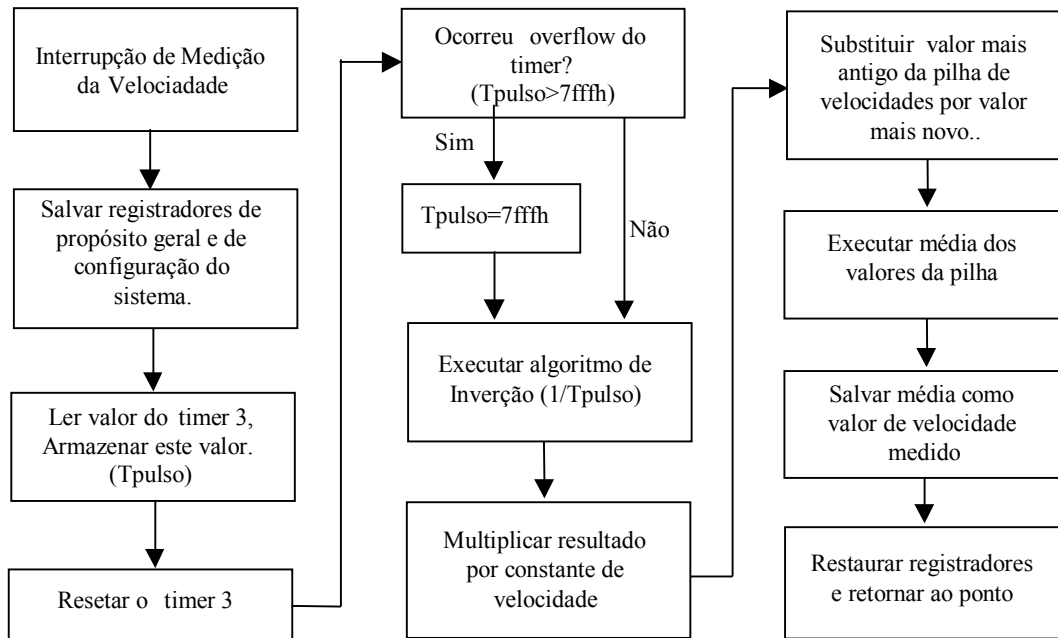 Interrupção de Medição
da Velociadade
Salvar registradores de
propósito geral e de
configuração do
sistema.
Ler valor do timer 3,
Armazenar este valor.
(Tpulso)
Resetar o timer 3
Ocorreu overflow do
timer?
(Tpulso>7fffh)
Sim
Tpulso=7fffh
Não
Executar algoritmo de
Inverção (1/Tpulso)
Multiplicar resultado
por constante de
velocidade
Substituir valor mais
antigo da pilha de
velocidades por valor
mais novo..
Executar média dos
valores da pilha
Salvar média como
valor de velocidade
medido
Restaurar registradores
e retornar ao ponto